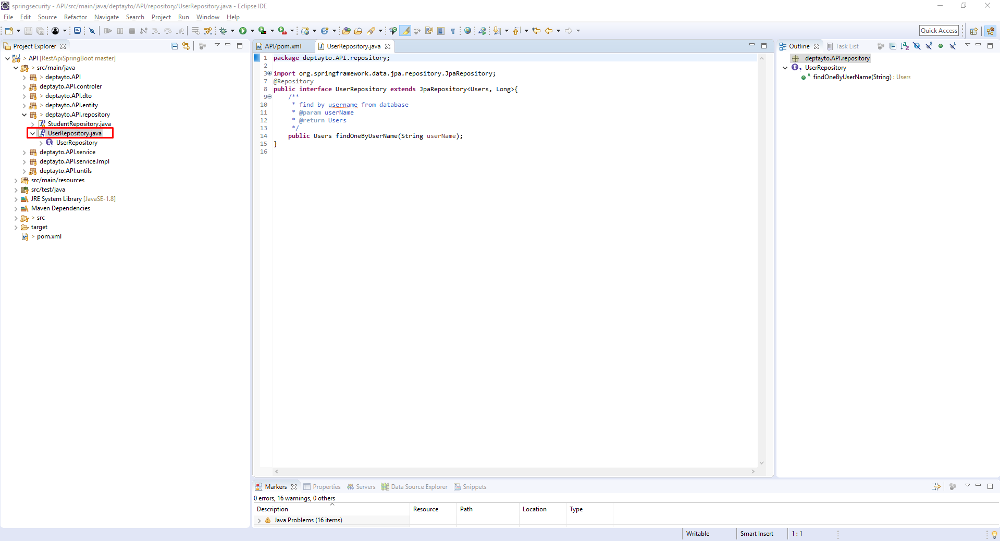 springsecurity - API/src/main/java/deptayto/API/repository/UserRepository.java - Eclipse IDE
File Edit Source Refactor Navigate Search Project Run Window Help
Quick Access
Project Explorer
> API [RestApiSpringBoot master]
> src/main/java
> deptayto.API
deptayto.API.controler
> deptayto.API.dto
> deptayto.API.entity
> deptayto.API.repository
StudentRepository.java
UserRepository.java
UserRepository
deptayto.API.service
deptayto.API.service.Impl
deptayto.API.untils
src/main/resources
src/test/java
JRE System Library [JavaSE-1.8]
Maven Dependencies
> src
target
> pom.xml
API/pom.xml UserRepository.java
1 package deptayto.API.repository;
2
3 import org.springframework.data.jpa.repository.JpaRepository;
7 @Repository
8 public interface UserRepository extends JpaRepository<Users, Long>{
9 /**
10 * find by username from database
11 * @param userName
12 * @return Users
13 */
14 public Users findOneByUserName(String userName);
15 }
16
Outline Task List
deptayto.API.repository
UserRepository
findOneByUserName(String) : Users
Markers Properties Servers Data Source Explorer Snippets
0 errors, 16 warnings, 0 others
Description Resource Path Location Type
Java Problems (16 items)
Writable Smart Insert 1 : 1